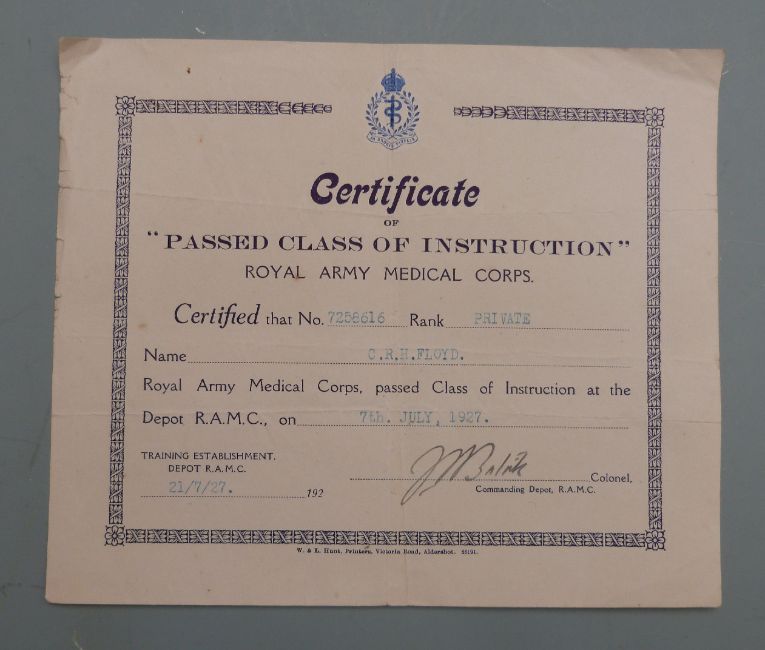 Certificate
OF
"PASSED CLASS OF INSTRUCTION"
ROYAL ARMY MEDICAL CORPS.
Certified that No. 7258616 Rank PRIVATE
Name C.R.H.FLOYD.
Royal Army Medical Corps, passed Class of Instruction at the
Depot R.A.M.C., on 7th. JULY, 1927.
TRAINING ESTABLISHMENT,
DEPOT R.A.M.C.
21/7/27. 192
Colonel,
Commanding Depot, R.A.M.C.
W. & L. Hunt, Printers, Victoria Road, Aldershot.